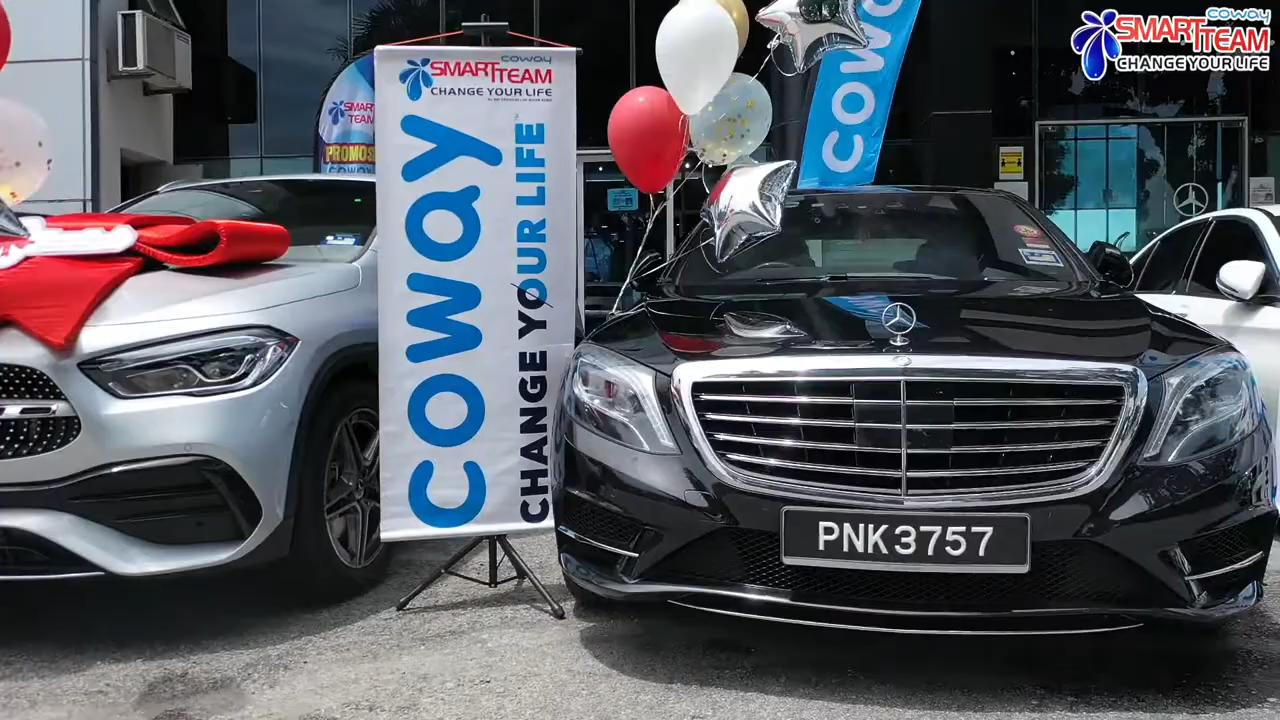 coway
SMART TEAM
CHANGE YOUR LIFE
coway
SMART TEAM
CHANGE YOUR LIFE
coway
CHANGE YOUR LIFE
SMART
TEAM
PROMOS
coway
PNK3757